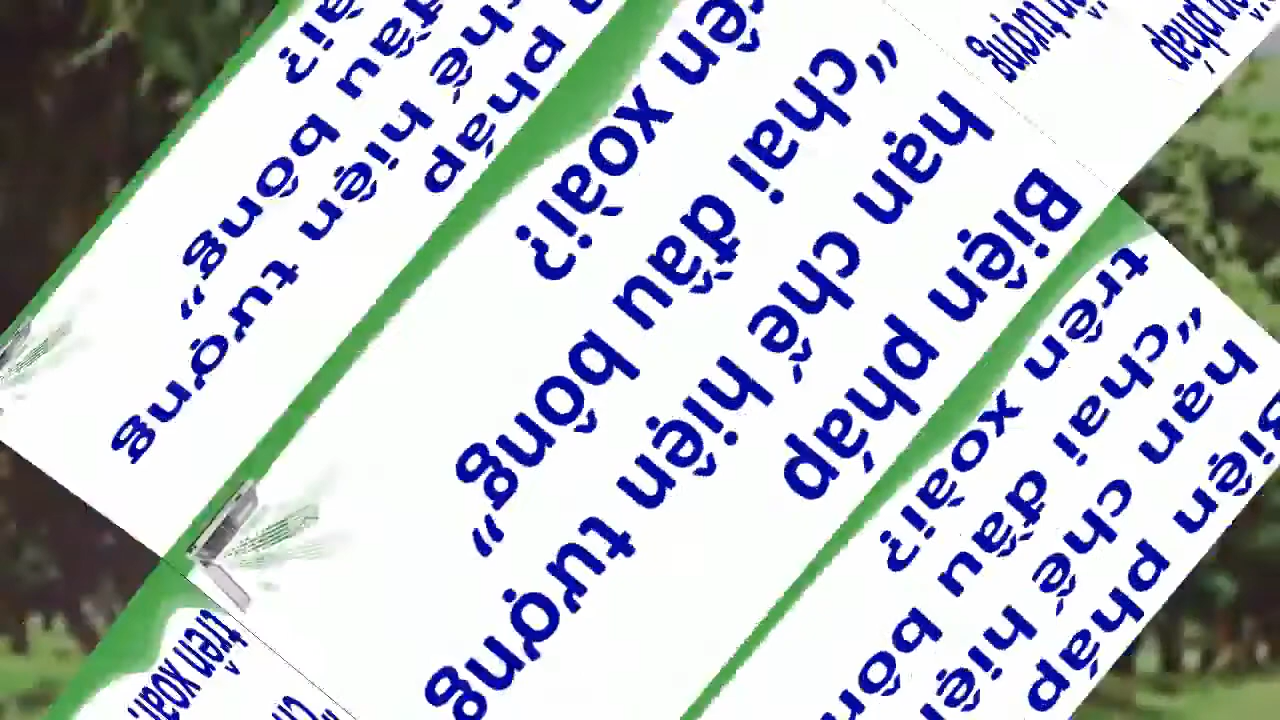 Biện pháp
hạn chế hiện tượng
“chai đầu bông”
trên xoài?